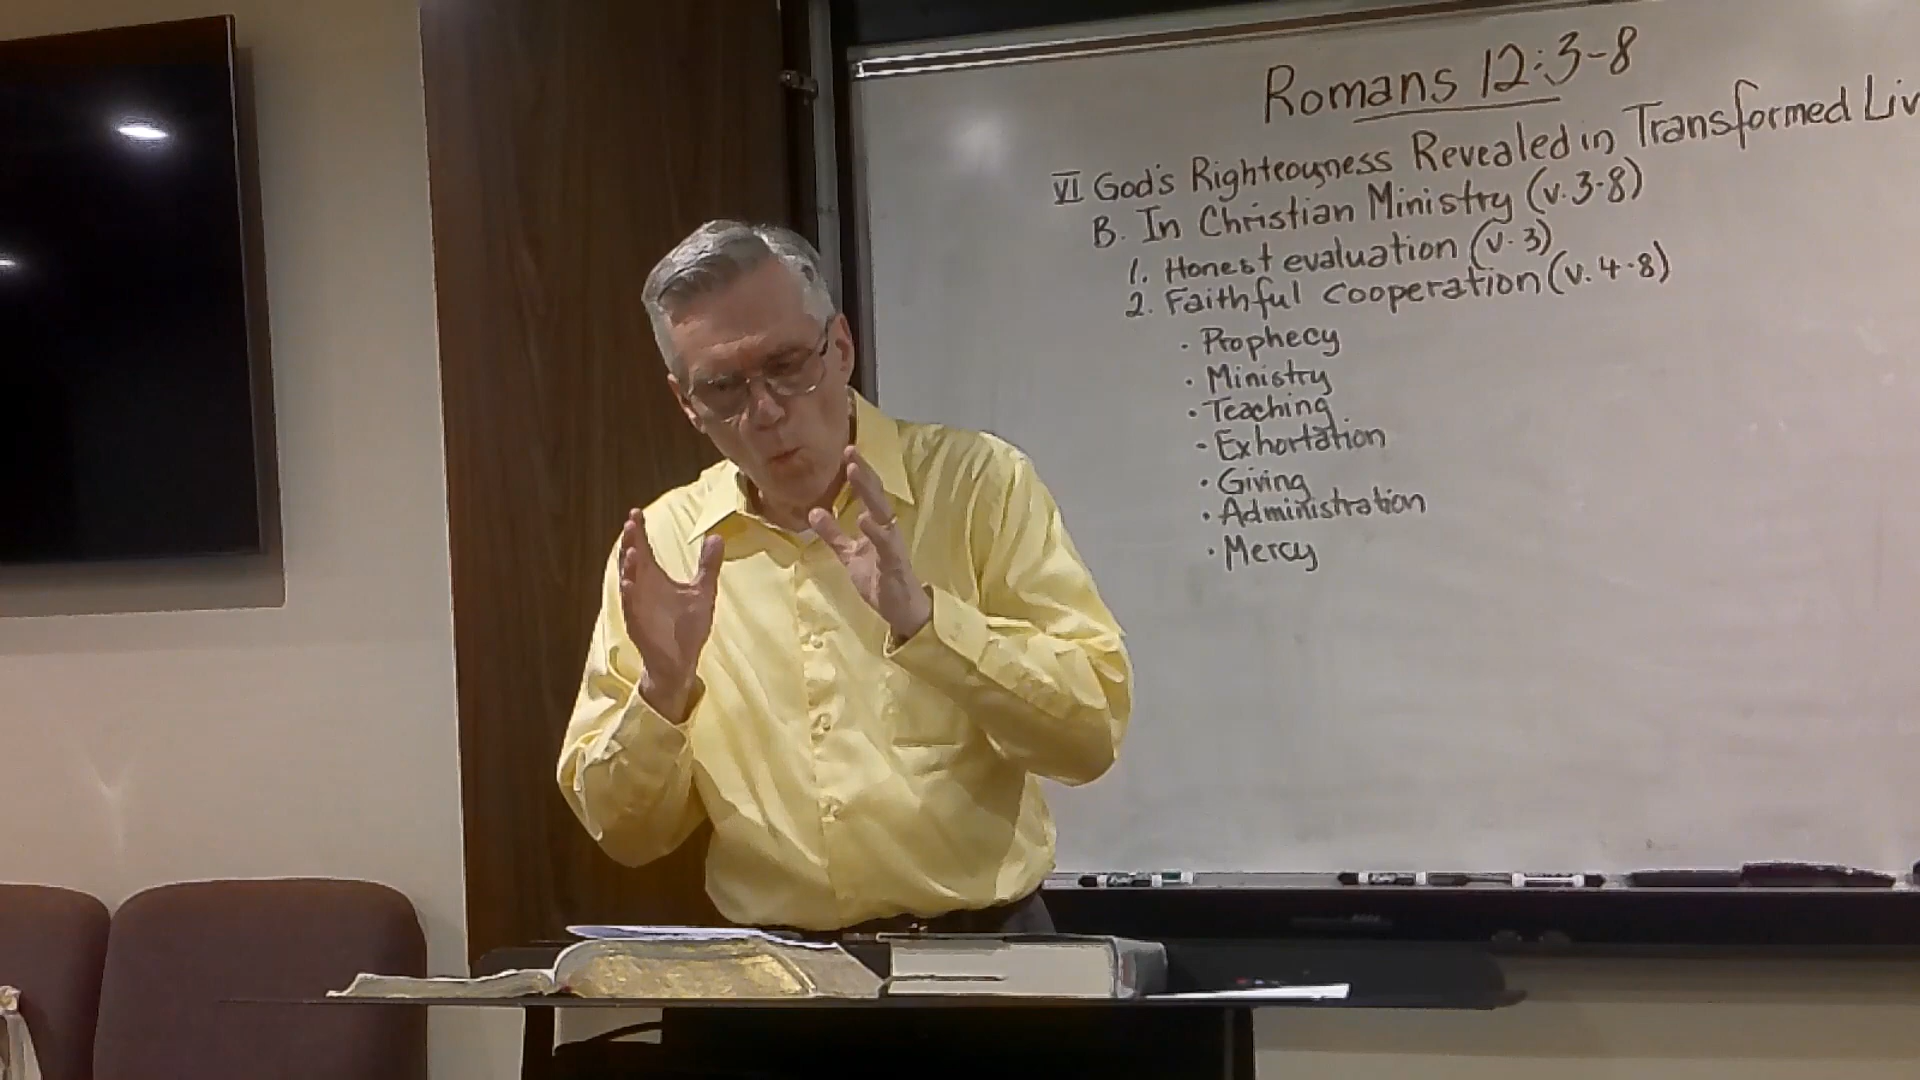 Romans 12:3-8
VI God's Righteousness Revealed in Transformed Liv
B. In Christian Ministry (v. 3-8)
1. Honest evaluation (v. 3)
2. Faithful cooperation (v. 4-8)
· Prophecy
· Ministry
· Teaching
- Exhortation
· Giving
· Administration
· Mercy